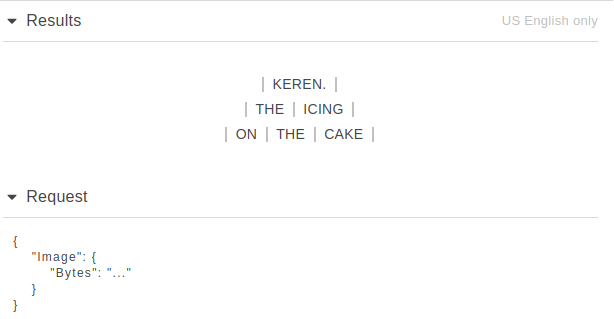 Results
US English only
| KEREN. |
| THE | ICING |
| ON | THE | CAKE |
Request
{
"Image": {
"Bytes": "..."
}
}